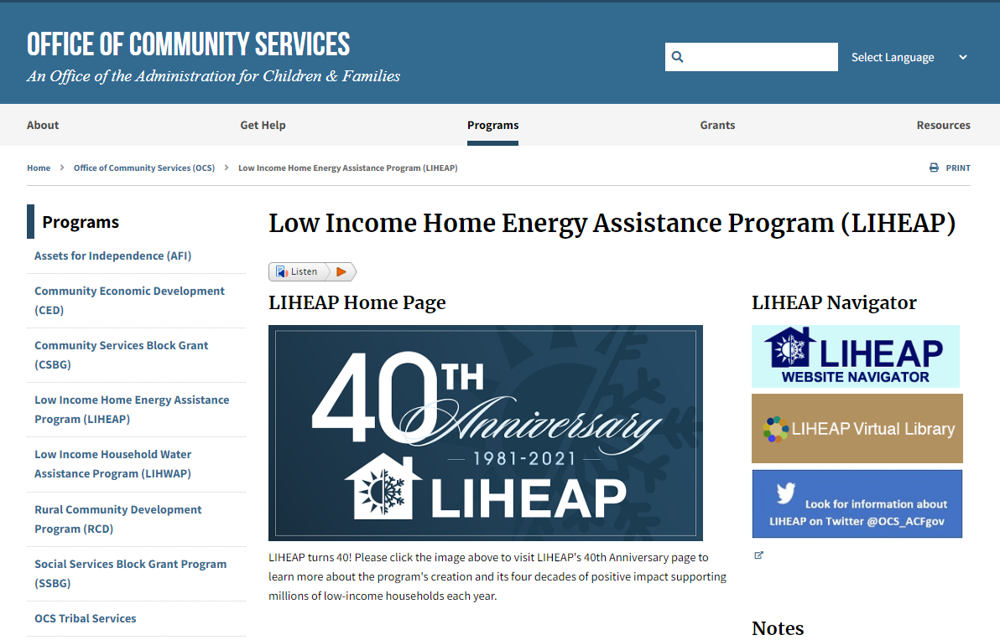 OFFICE OF COMMUNITY SERVICES
An Office of the Administration for Children & Families
Select Language
About
Get Help
Programs
Grants
Resources
Home
Office of Community Services (OCS)
Low Income Home Energy Assistance Program (LIHEAP)
PRINT
Programs
Assets for Independence (AFI)
Community Economic Development
(CED)
Community Services Block Grant
(CSBG)
Low Income Home Energy Assistance
Program (LIHEAP)
Low Income Household Water
Assistance Program (LIHWAP)
Rural Community Development
Program (RCD)
Social Services Block Grant Program
(SSBG)
OCS Tribal Services
Low Income Home Energy Assistance Program (LIHEAP)
Listen
LIHEAP Home Page
40TH
Anniversary
1981-2021
LIHEAP
LIHEAP turns 40! Please click the image above to visit LIHEAP's 40th Anniversary page to
learn more about the program's creation and its four decades of positive impact supporting
millions of low-income households each year.
LIHEAP Navigator
LIHEAP
WEBSITE NAVIGATOR
LIHEAP Virtual Library
Look for information about
LIHEAP on Twitter @OCS_ACFgov
Notes